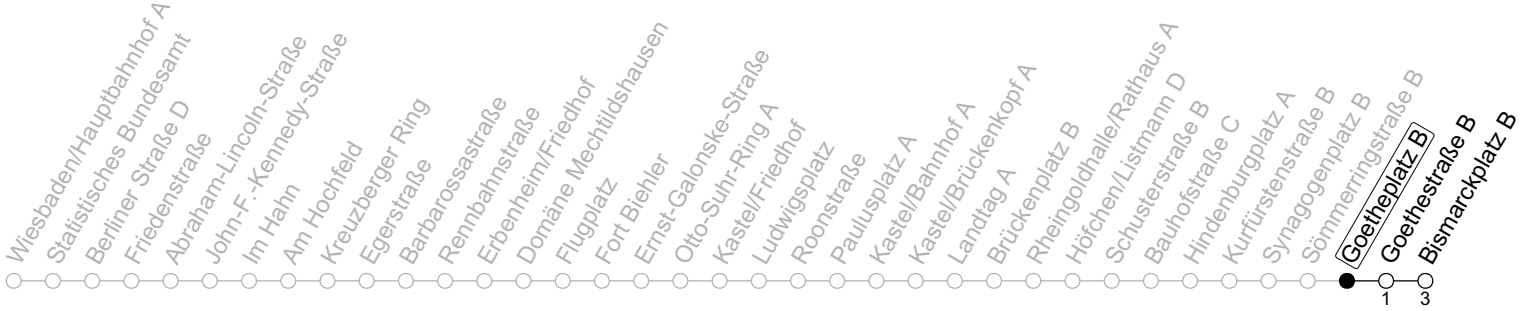 Wiesbaden/Hauptbahnhof A
Statistisches Bundesamt
Berliner Straße D
Friedenstraße
Abraham-Lincoln-Straße
John-F.-Kennedy-Straße
Im Hahn
Am Hochfeld
Kreuzberger Ring
Egerstraße
Barbarossastraße
Rennbahnstraße
Erbenheim/Friedhof
Domäne Mechtildshausen
Flugplatz
Fort Biehler
Ernst-Galonske-Straße
Otto-Suhr-Ring A
Kastel/Friedhof
Ludwigsplatz
Roonstraße
Paulusplatz A
Kastel/Bahnhof A
Kastel/Brückenkopf A
Landtag A
Brückenplatz B
Rheingoldhalle/Rathaus A
Höfchen/Listmann D
Schusterstraße B
Bauhofstraße C
Hindenburgplatz A
Kurfürstenstraße B
Synagogenplatz B
Sömmerringstraße B
Goetheplatz B
Goethestraße B
Bismarckplatz B
1 3